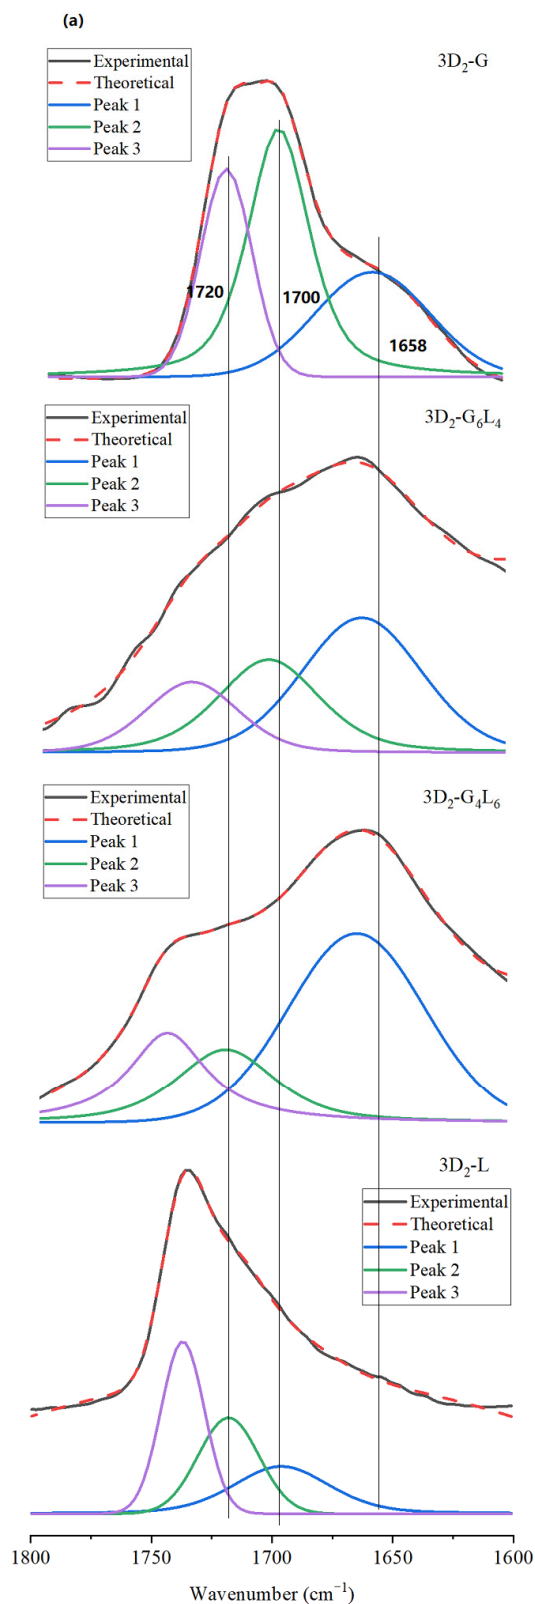 (a)
3D₂-G
Experimental
Theoretical
Peak 1
Peak 2
Peak 3
1720
1700
1658
3D₂-G₆L₄
Experimental
Theoretical
Peak 1
Peak 2
Peak 3
3D₂-G₄L₆
Experimental
Theoretical
Peak 1
Peak 2
Peak 3
3D₂-L
Experimental
Theoretical
Peak 1
Peak 2
Peak 3
1800 1750 1700 1650 1600
Wavenumber (cm⁻¹)